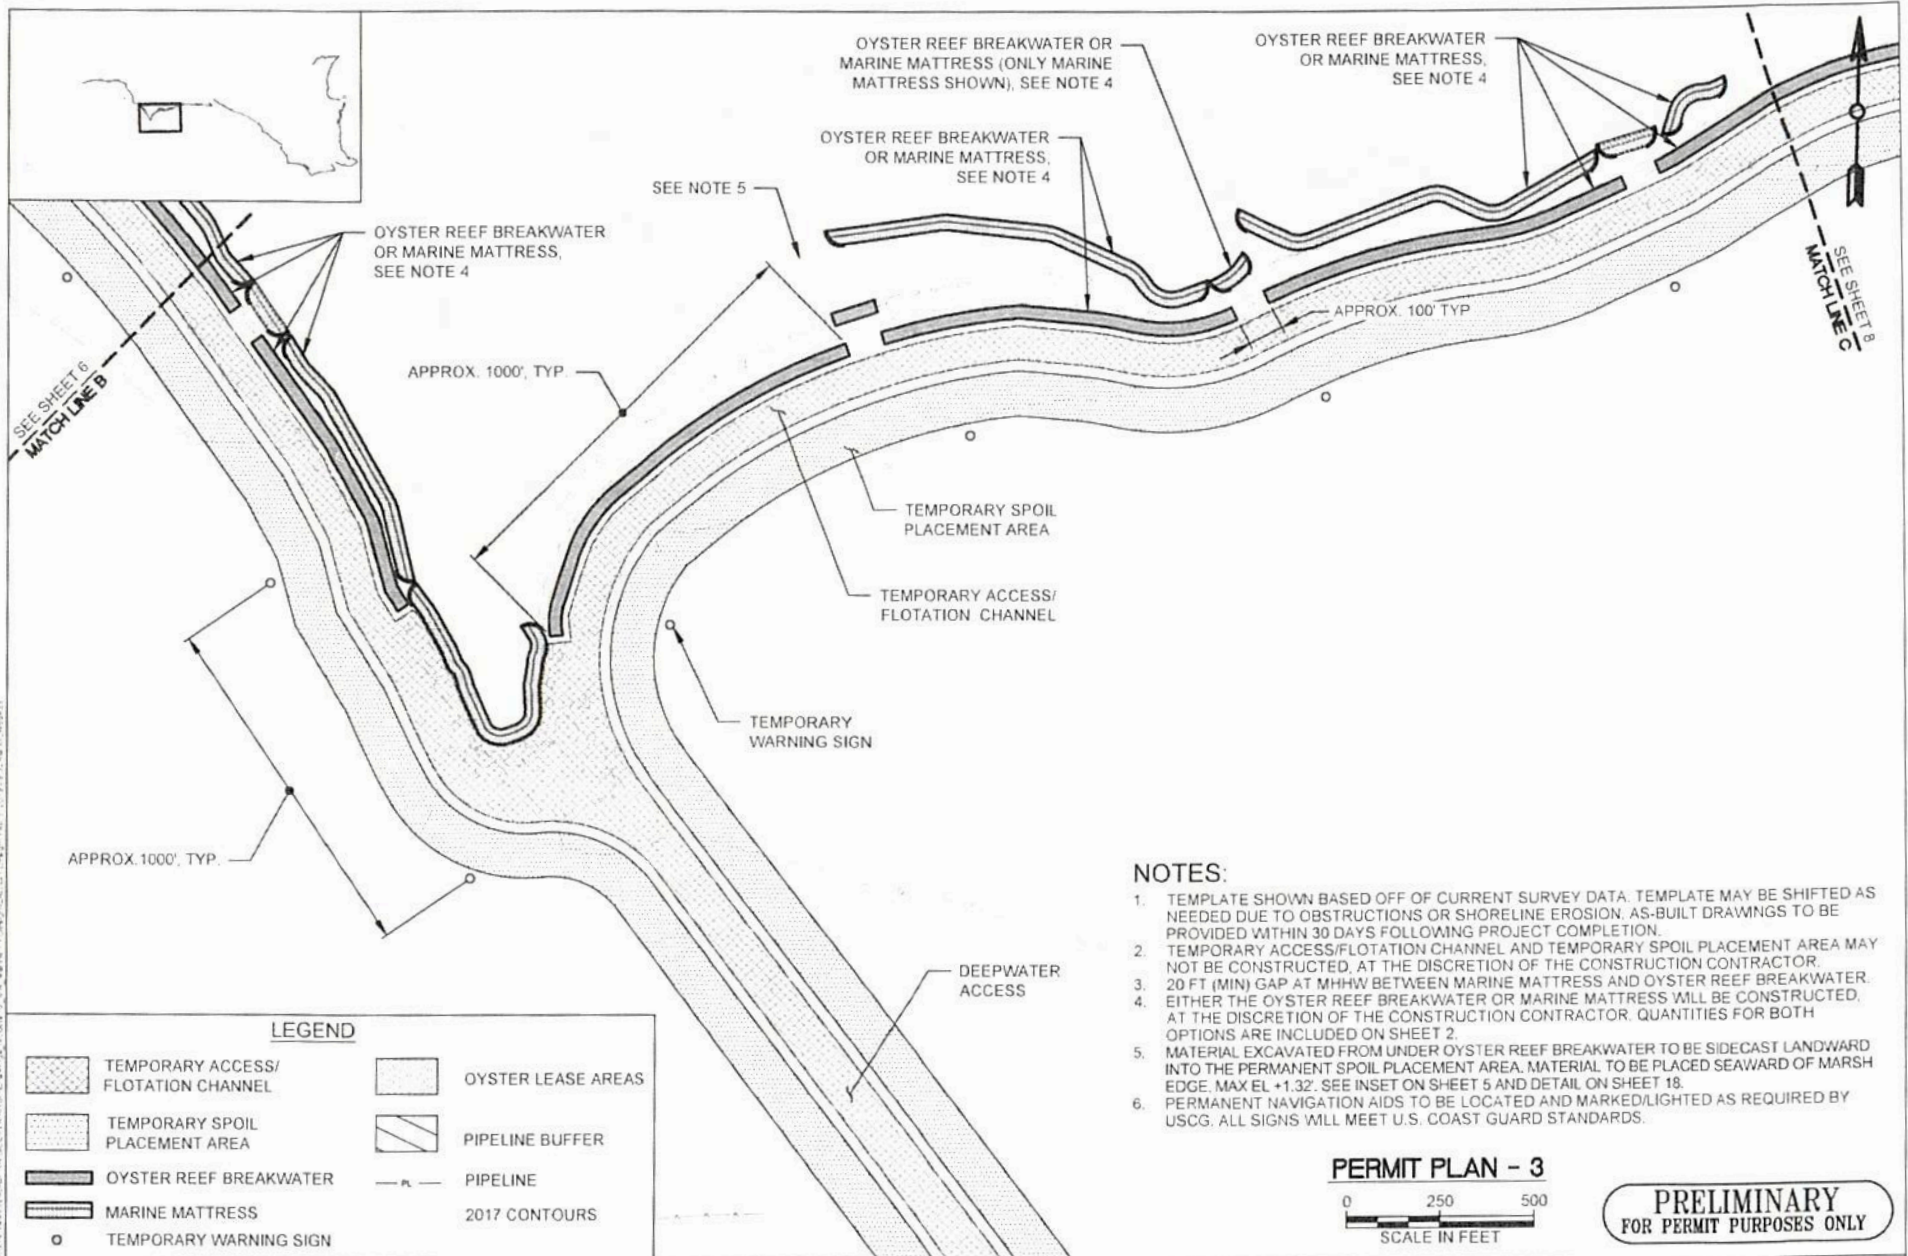 OYSTER REEF BREAKWATER OR
MARINE MATTRESS (ONLY MARINE
MATTRESS SHOWN), SEE NOTE 4
OYSTER REEF BREAKWATER
OR MARINE MATTRESS,
SEE NOTE 4
OYSTER REEF BREAKWATER
OR MARINE MATTRESS,
SEE NOTE 4
SEE NOTE 5
OYSTER REEF BREAKWATER
OR MARINE MATTRESS,
SEE NOTE 4
SEE SHEET 8
MATCH LINE C
APPROX. 100' TYP
SEE SHEET 6
MATCH LINE B
APPROX. 1000', TYP.
TEMPORARY SPOIL
PLACEMENT AREA
TEMPORARY ACCESS/
FLOTATION CHANNEL
TEMPORARY
WARNING SIGN
APPROX. 1000', TYP.
DEEPWATER
ACCESS
NOTES:
1. TEMPLATE SHOWN BASED OFF OF CURRENT SURVEY DATA. TEMPLATE MAY BE SHIFTED AS
NEEDED DUE TO OBSTRUCTIONS OR SHORELINE EROSION. AS-BUILT DRAWINGS TO BE
PROVIDED WITHIN 30 DAYS FOLLOWING PROJECT COMPLETION.
2. TEMPORARY ACCESS/FLOTATION CHANNEL AND TEMPORARY SPOIL PLACEMENT AREA MAY
NOT BE CONSTRUCTED, AT THE DISCRETION OF THE CONSTRUCTION CONTRACTOR.
3. 20 FT (MIN) GAP AT MHHW BETWEEN MARINE MATTRESS AND OYSTER REEF BREAKWATER.
4. EITHER THE OYSTER REEF BREAKWATER OR MARINE MATTRESS WILL BE CONSTRUCTED,
AT THE DISCRETION OF THE CONSTRUCTION CONTRACTOR. QUANTITIES FOR BOTH
OPTIONS ARE INCLUDED ON SHEET 2.
5. MATERIAL EXCAVATED FROM UNDER OYSTER REEF BREAKWATER TO BE SIDECAST LANDWARD
INTO THE PERMANENT SPOIL PLACEMENT AREA. MATERIAL TO BE PLACED SEAWARD OF MARSH
EDGE. MAX EL +1.32'. SEE INSET ON SHEET 5 AND DETAIL ON SHEET 18.
6. PERMANENT NAVIGATION AIDS TO BE LOCATED AND MARKED/LIGHTED AS REQUIRED BY
USCG. ALL SIGNS WILL MEET U.S. COAST GUARD STANDARDS.
LEGEND
TEMPORARY ACCESS/
FLOTATION CHANNEL
TEMPORARY SPOIL
PLACEMENT AREA
OYSTER REEF BREAKWATER
MARINE MATTRESS
TEMPORARY WARNING SIGN
OYSTER LEASE AREAS
PIPELINE BUFFER
PL PIPELINE
2017 CONTOURS
PERMIT PLAN - 3
0 250 500
SCALE IN FEET
PRELIMINARY
FOR PERMIT PURPOSES ONLY